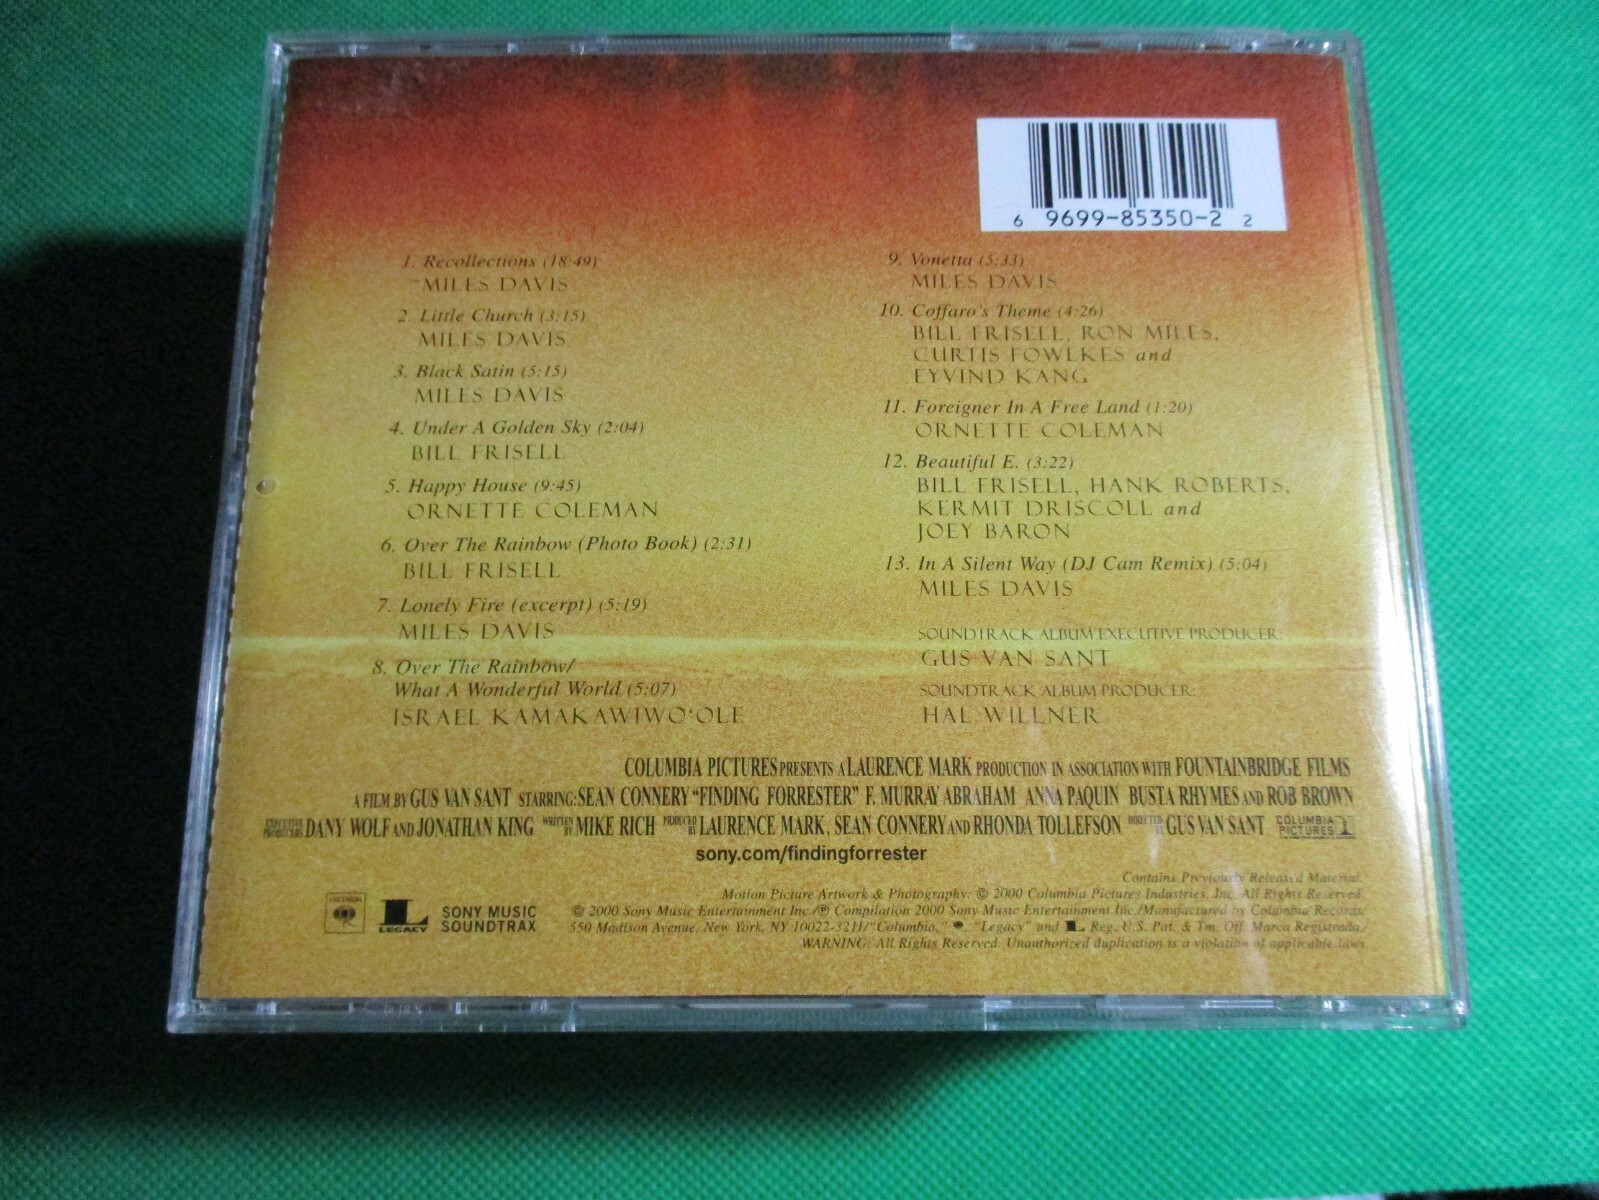 6 9699-85350-2 2
1. Recollections (18:49)
MILES DAVIS
2. Little Church (3:15)
MILES DAVIS
3. Black Satin (5:15)
MILES DAVIS
4. Under A Golden Sky (2:04)
BILL FRISELL
5. Happy House (9:45)
ORNETTE COLEMAN
6. Over The Rainbow (Photo Book) (2:31)
BILL FRISELL
7. Lonely Fire (excerpt) (5:19)
MILES DAVIS
8. Over The Rainbow/
What A Wonderful World (5:07)
ISRAEL KAMAKAWIWO‘OLE
9. Vonetta (5:33)
MILES DAVIS
10. Coffaro's Theme (4:26)
BILL FRISELL, RON MILES,
CURTIS FOWLKES and
EYVIND KANG
11. Foreigner In A Free Land (1:20)
ORNETTE COLEMAN
12. Beautiful E. (3:22)
BILL FRISELL, HANK ROBERTS,
KERMIT DRISCOLL and
JOEY BARON
13. In A Silent Way (DJ Cam Remix) (5:04)
MILES DAVIS
SOUNDTRACK ALBUM EXECUTIVE PRODUCER:
GUS VAN SANT
SOUNDTRACK ALBUM PRODUCER:
HAL WILLNER
COLUMBIA PICTURES PRESENTS A LAURENCE MARK PRODUCTION IN ASSOCIATION WITH FOUNTAINBRIDGE FILMS
A FILM BY GUS VAN SANT STARRING: SEAN CONNERY "FINDING FORRESTER" F. MURRAY ABRAHAM ANNA PAQUIN BUSTA RHYMES AND ROB BROWN
EXECUTIVE PRODUCERS DANY WOLF AND JONATHAN KING WRITTEN BY MIKE RICH PRODUCED BY LAURENCE MARK, SEAN CONNERY AND RHONDA TOLLEFSON DIRECTED BY GUS VAN SANT COLUMBIA PICTURES
sony.com/findingforrester
COLUMBIA
LEGACY
SONY MUSIC
SOUNDTRAX
Contains Previously Released Material.
Motion Picture Artwork & Photography: © 2000 Columbia Pictures Industries, Inc. All Rights Reserved.
© 2000 Sony Music Entertainment Inc./℗ Compilation 2000 Sony Music Entertainment Inc./Manufactured by Columbia Records/
550 Madison Avenue, New York, NY 10022-3211/"Columbia," "Legacy" and L Reg. U.S. Pat. & Tm. Off. Marca Registrada./
WARNING: All Rights Reserved. Unauthorized duplication is a violation of applicable laws.